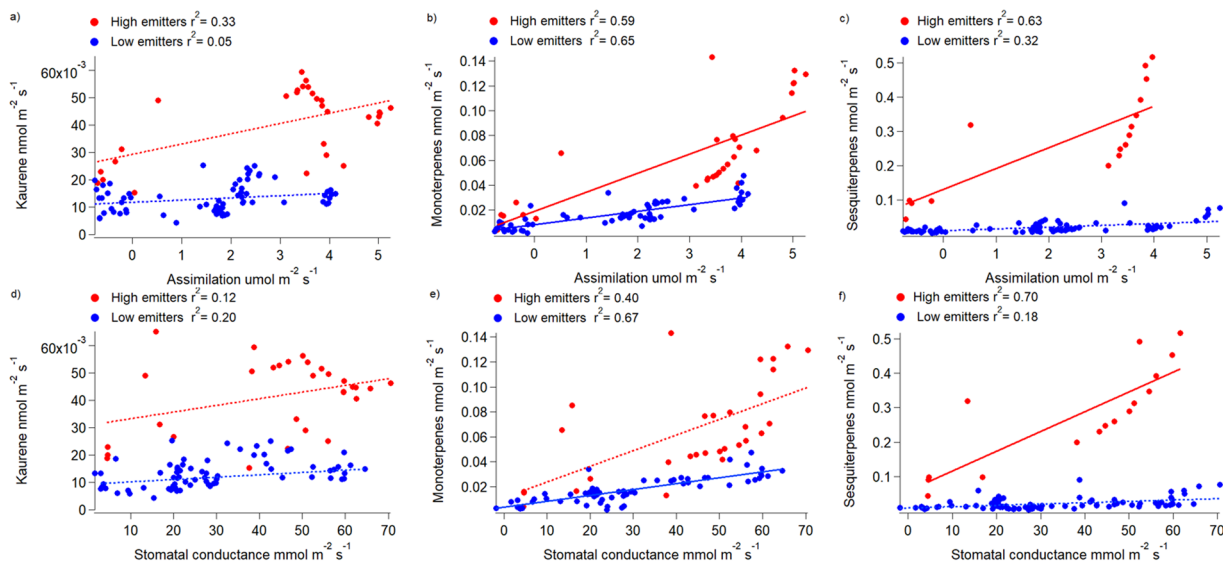 a)
High emitters r² = 0.33
Low emitters r² = 0.05
60x10⁻³
50
40
30
20
10
0
Kaurene nmol m⁻² s⁻¹
0 1 2 3 4 5
Assimilation umol m⁻² s⁻¹
b)
High emitters r² = 0.59
Low emitters r² = 0.65
0.14
0.12
0.10
0.08
0.06
0.04
0.02
0.00
Monoterpenes nmol m⁻² s⁻¹
0 1 2 3 4 5
Assimilation umol m⁻² s⁻¹
c)
High emitters r² = 0.63
Low emitters r² = 0.32
0.5
0.4
0.3
0.2
0.1
0.0
Sesquiterpenes nmol m⁻² s⁻¹
0 1 2 3 4 5
Assimilation umol m⁻² s⁻¹
d)
High emitters r² = 0.12
Low emitters r² = 0.20
60x10⁻³
50
40
30
20
10
0
Kaurene nmol m⁻² s⁻¹
10 20 30 40 50 60 70
Stomatal conductance mmol m⁻² s⁻¹
e)
High emitters r² = 0.40
Low emitters r² = 0.67
0.14
0.12
0.10
0.08
0.06
0.04
0.02
Monoterpenes nmol m⁻² s⁻¹
0 10 20 30 40 50 60 70
Stomatal conductance mmol m⁻² s⁻¹
f)
High emitters r² = 0.70
Low emitters r² = 0.18
0.5
0.4
0.3
0.2
0.1
0.0
Sesquiterpenes nmol m⁻² s⁻¹
0 10 20 30 40 50 60 70
Stomatal conductance mmol m⁻² s⁻¹